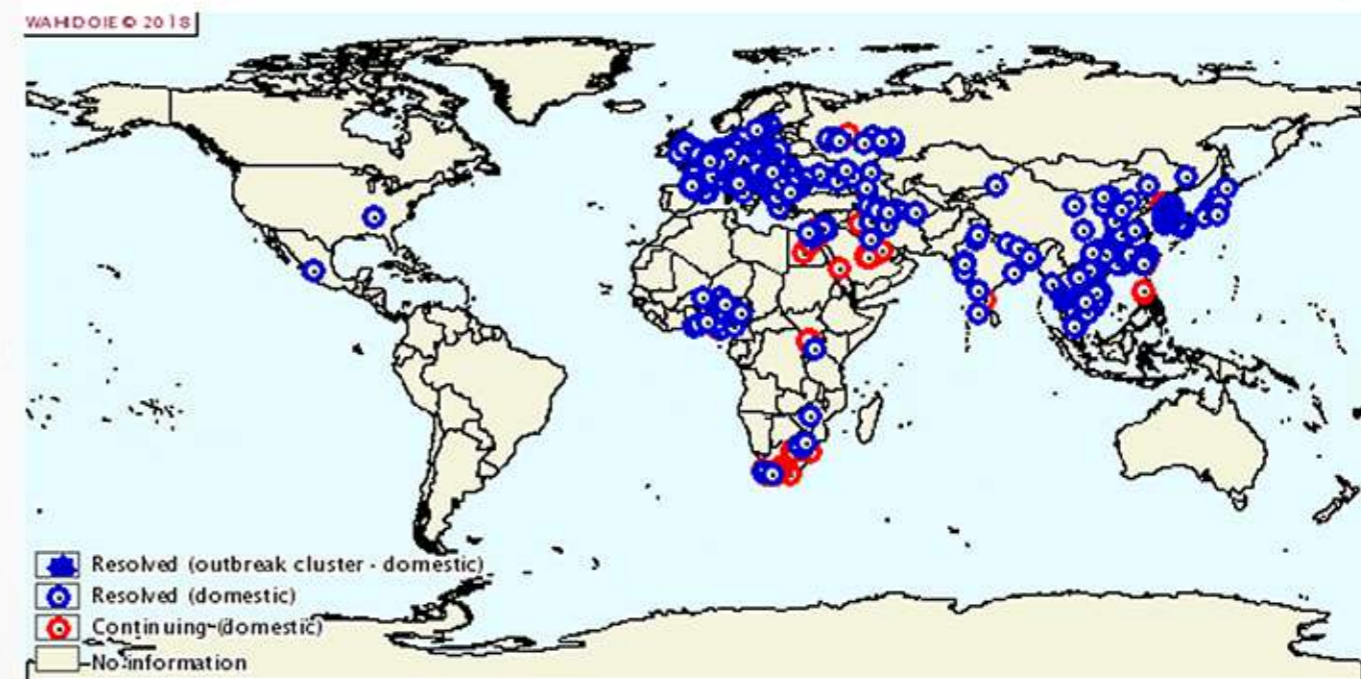 WAHID OIE © 2018
Resolved (outbreak cluster - domestic)
Resolved (domestic)
Continuing (domestic)
No information